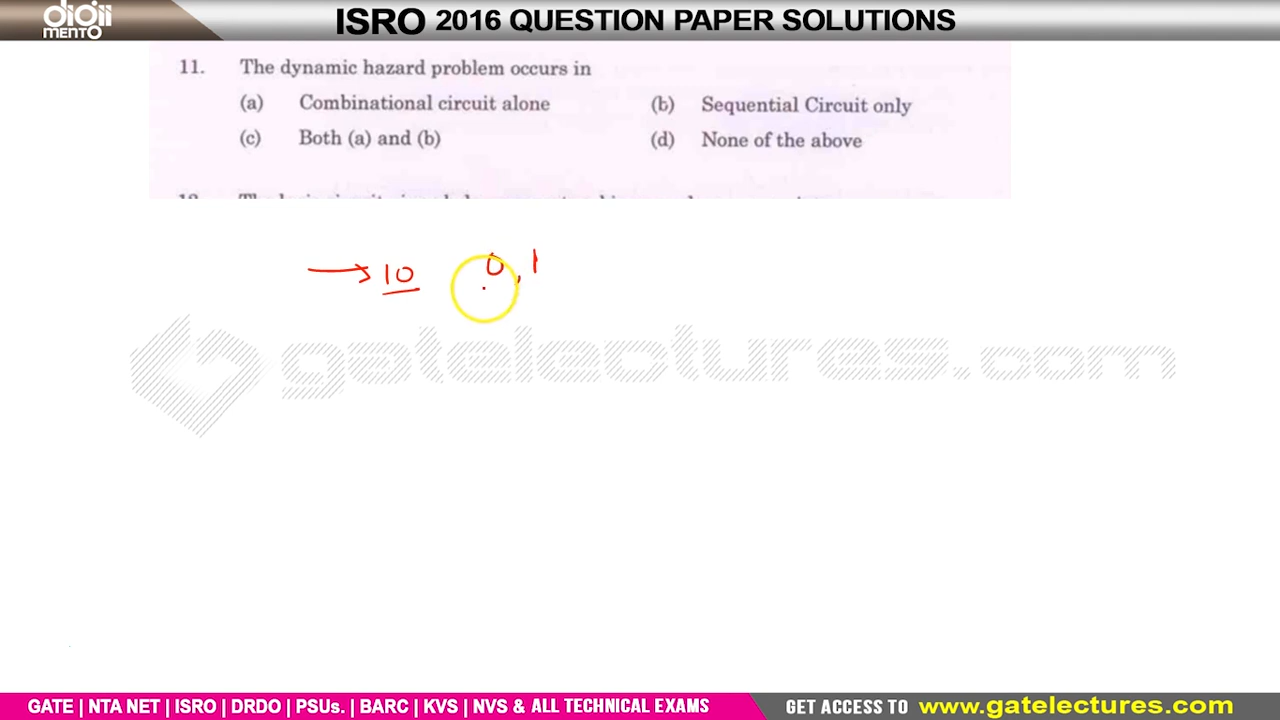 digii
MENTO
ISRO 2016 QUESTION PAPER SOLUTIONS
11. The dynamic hazard problem occurs in
(a) Combinational circuit alone (b) Sequential Circuit only
(c) Both (a) and (b) (d) None of the above
→ 10 0, 1
gatelectures.com
GATE | NTA NET | ISRO | DRDO | PSUs. | BARC | KVS | NVS & ALL TECHNICAL EXAMS GET ACCESS TO www.gatelectures.com